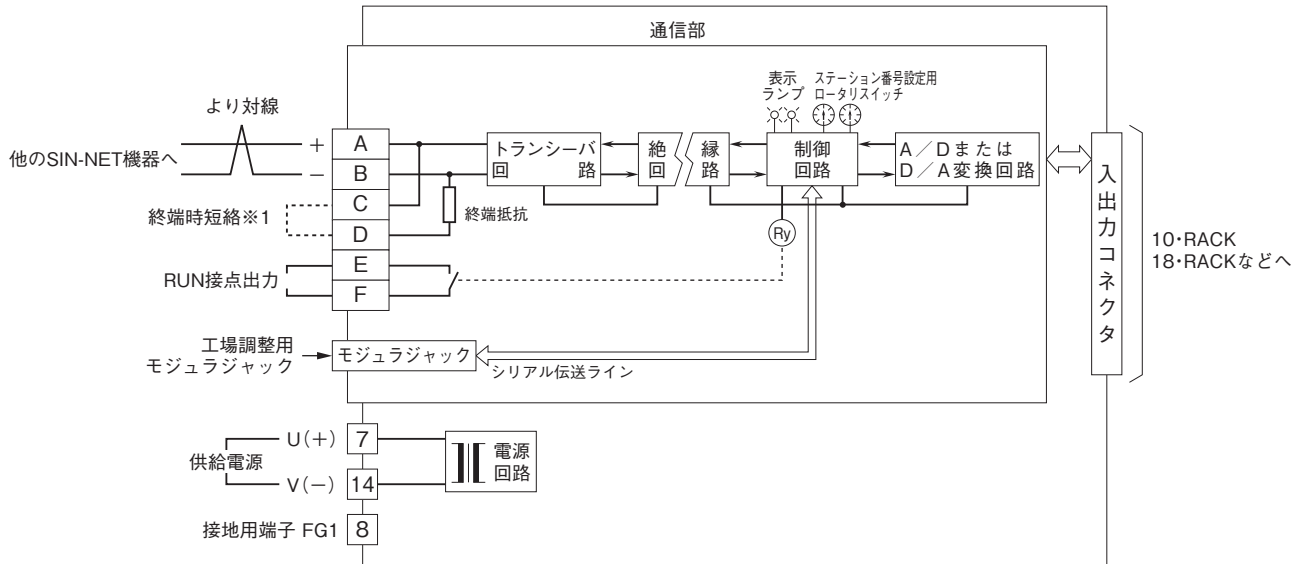 通信部
表示
ランプ
ステーション番号設定用
ロータリスイッチ
より対線
他のSIN-NET機器へ
+
−
A
B
C
D
E
F
終端時短絡※1
RUN接点出力
トランシーバ
回路
絶縁
回路
制御
回路
A/Dまたは
D/A変換回路
終端抵抗
Ry
入出力コネクタ
10・RACK
18・RACKなどへ
工場調整用
モジュラジャック
モジュラジャック
シリアル伝送ライン
供給電源
U(+)
7
V(−)
14
電源
回路
接地用端子 FG1
8